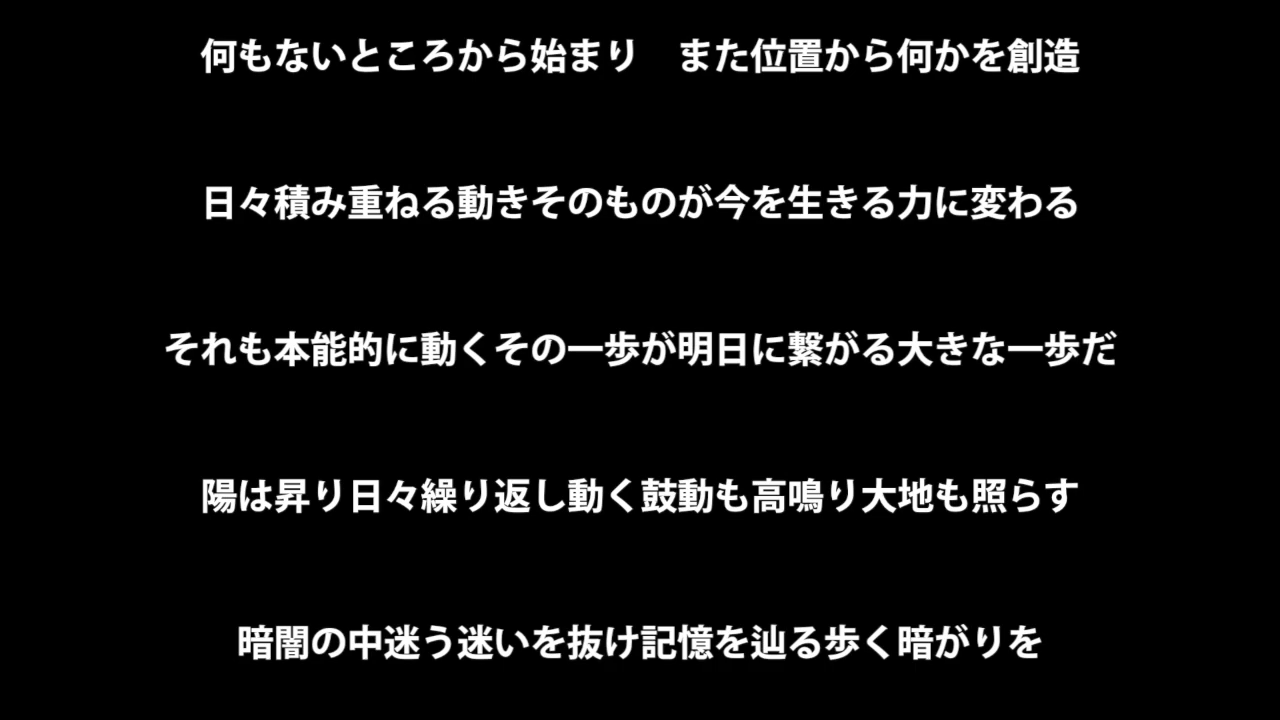 何もないところから始まり　また位置から何かを創造
日々積み重ねる動きそのものが今を生きる力に変わる
それも本能的に動くその一歩が明日に繋がる大きな一歩だ
陽は昇り日々繰り返し動く鼓動も高鳴り大地も照らす
暗闇の中迷う迷いを抜け記憶を辿る歩く暗がりを